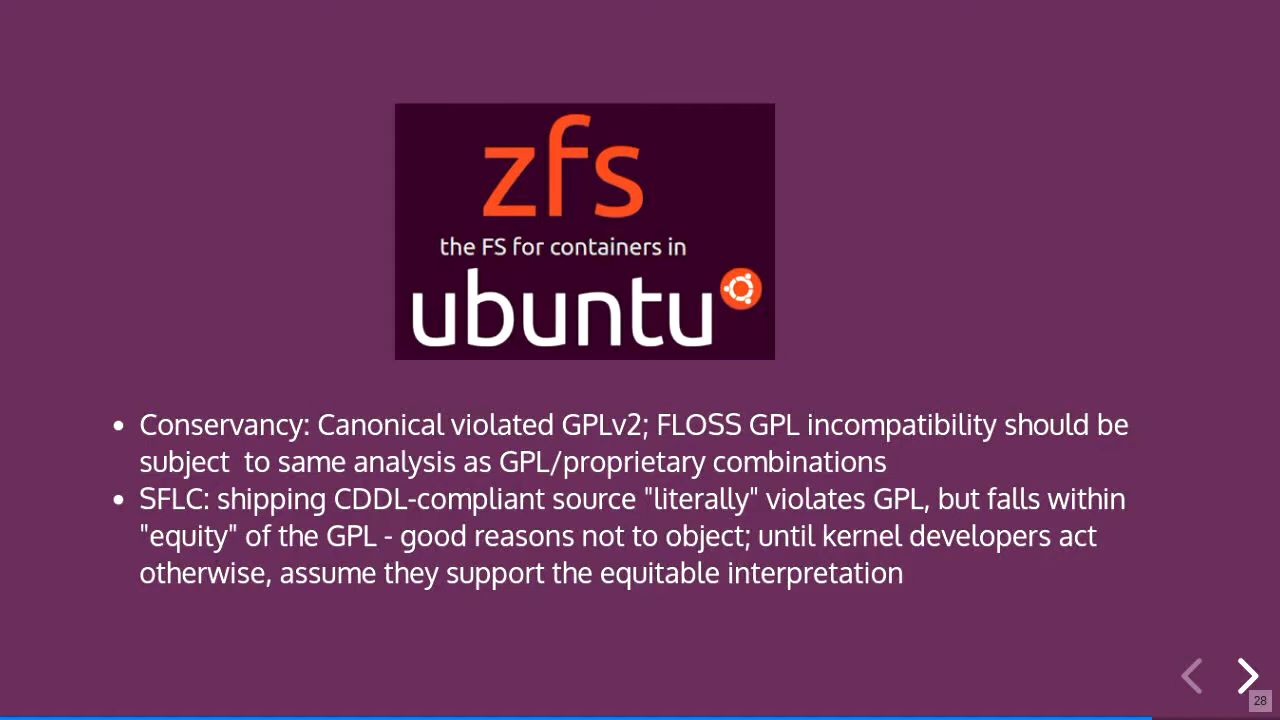 zfs
the FS for containers in
ubuntu
• Conservancy: Canonical violated GPLv2; FLOSS GPL incompatibility should be
subject  to same analysis as GPL/proprietary combinations
• SFLC: shipping CDDL-compliant source "literally" violates GPL, but falls within
"equity" of the GPL - good reasons not to object; until kernel developers act
otherwise, assume they support the equitable interpretation
28